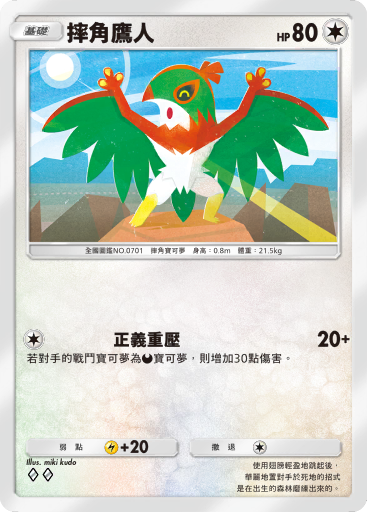 基礎 摔角鷹人 HP 80
全國圖鑑NO.0701 摔角寶可夢 身高：0.8m 體重：21.5kg
正義重壓 20+
若對手的戰鬥寶可夢為寶可夢，則增加30點傷害。
弱點 +20 撤退
Illus. miki kudo
使用翅膀輕盈地跳起後，
華麗地置對手於死地的招式
是在出生的森林磨練出來的。